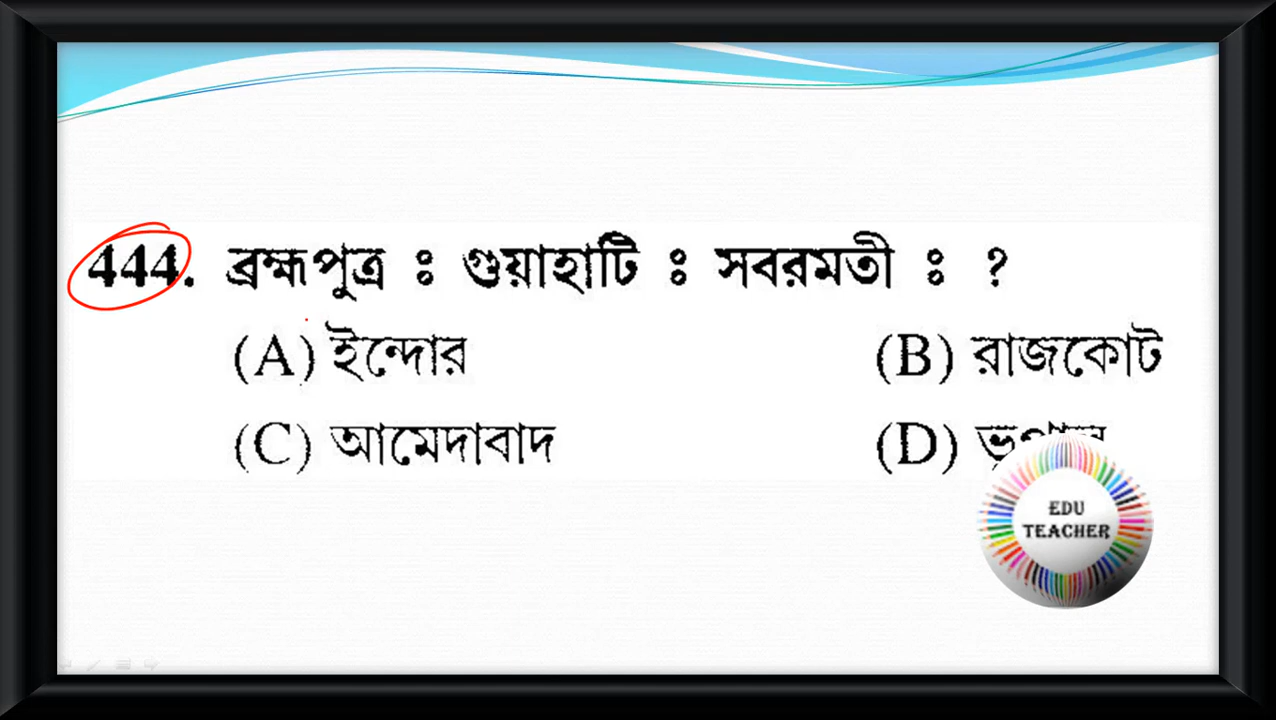 444. ব্রহ্মপুত্র ঃ গুয়াহাটি ঃ সবরমতী ঃ ?
(A) ইন্দোর (B) রাজকোট
(C) আমেদাবাদ (D)
EDU
TEACHER